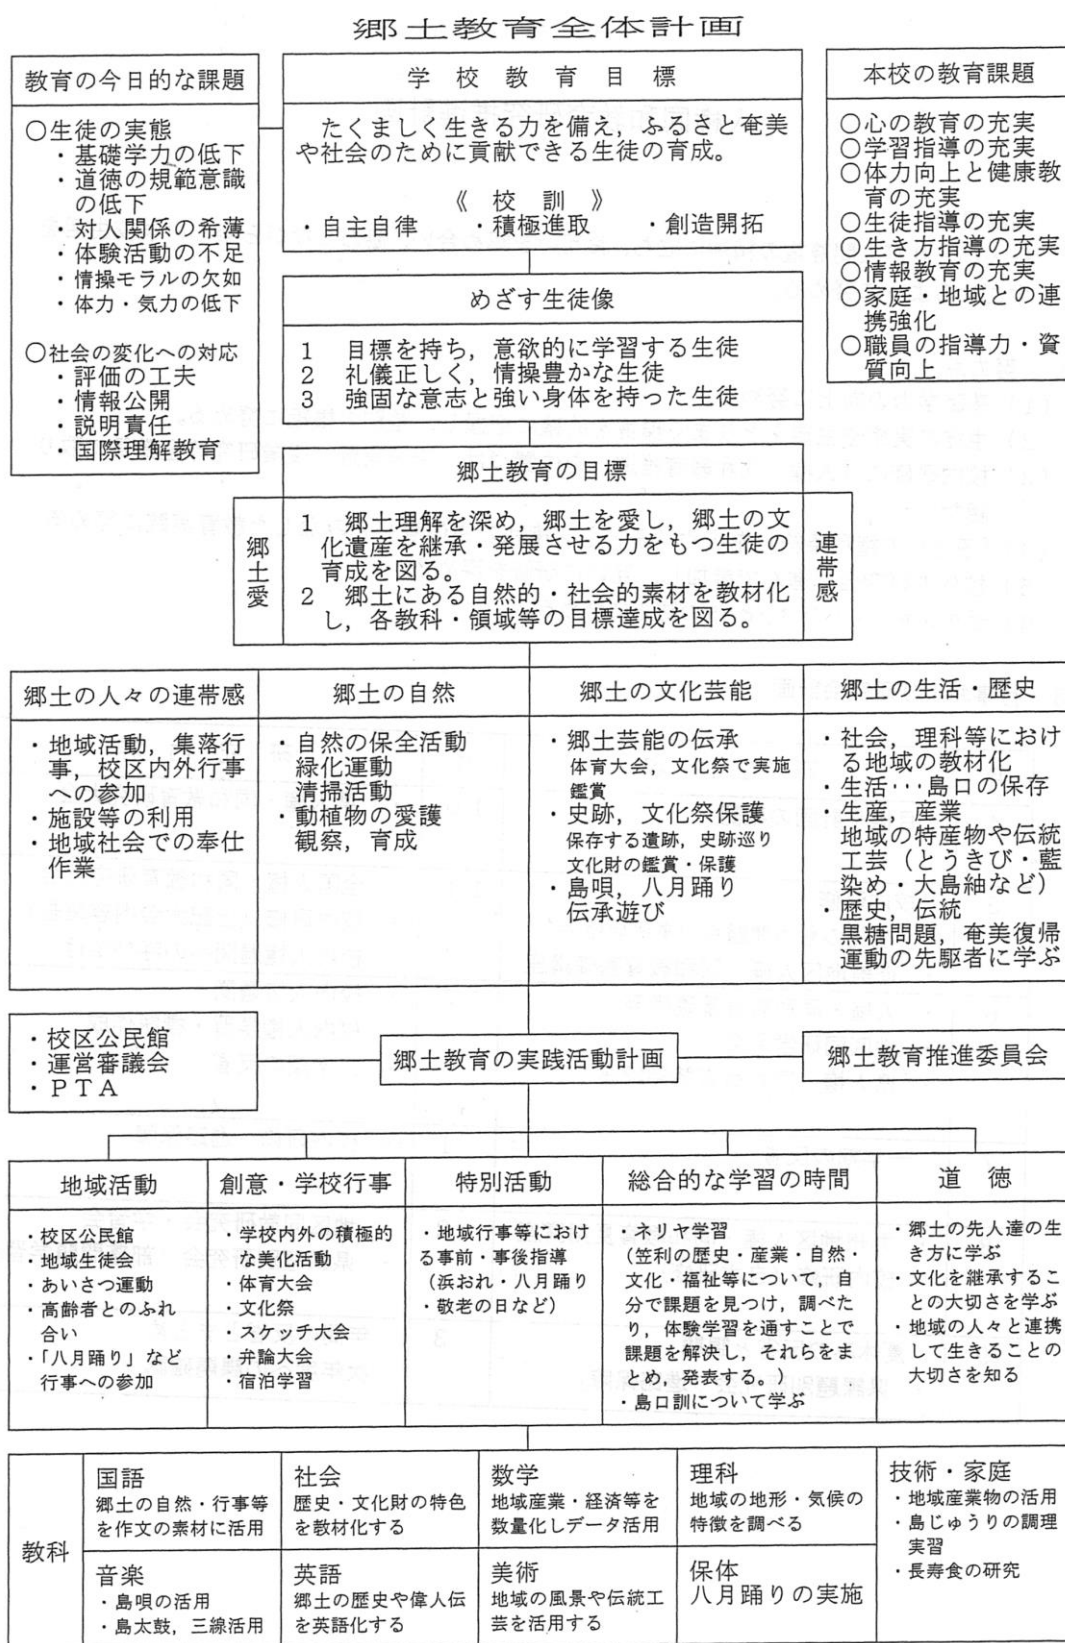 郷土教育全体計画
教育の今日的な課題
○生徒の実態
・基礎学力の低下
・道徳の規範意識
の低下
・対人関係の希薄
・体験活動の不足
・情操モラルの欠如
・体力・気力の低下
○社会の変化への対応
・評価の工夫
・情報公開
・説明責任
・国際理解教育
学校教育目標
たくましく生きる力を備え，ふるさと奄美
や社会のために貢献できる生徒の育成。
《校訓》
・自主自律 ・積極進取 ・創造開拓
本校の教育課題
○心の教育の充実
○学習指導の充実
○体力向上と健康教
育の充実
○生徒指導の充実
○生き方指導の充実
○情報教育の充実
○家庭・地域との連
携強化
○職員の指導力・資
質向上
めざす生徒像
1 目標を持ち，意欲的に学習する生徒
2 礼儀正しく，情操豊かな生徒
3 強固な意志と強い身体を持った生徒
郷土教育の目標
郷土愛
1 郷土理解を深め，郷土を愛し，郷土の文
化遺産を継承・発展させる力をもつ生徒の
育成を図る。
2 郷土にある自然的・社会的素材を教材化
し，各教科・領域等の目標達成を図る。
連帯感
郷土の人々の連帯感
・地域活動，集落行
事，校区内外行事
への参加
・施設等の利用
・地域社会での奉仕
作業
郷土の自然
・自然の保全活動
緑化運動
清掃活動
・動植物の愛護
観察，育成
郷土の文化芸能
・郷土芸能の伝承
体育大会，文化祭で実施
鑑賞
・史跡，文化祭保護
保存する遺跡，史跡巡り
文化財の鑑賞・保護
・島唄，八月踊り
伝承遊び
郷土の生活・歴史
・社会，理科等におけ
る地域の教材化
・生活･･･島口の保存
・生産，産業
地域の特産物や伝統
工芸（とうきび・藍
染め・大島紬など）
・歴史，伝統
黒糖問題，奄美復帰
運動の先駆者に学ぶ
・校区公民館
・運営審議会
・ＰＴＡ
郷土教育の実践活動計画
郷土教育推進委員会
地域活動
・校区公民館
・地域生徒会
・あいさつ運動
・高齢者とのふれ
合い
・「八月踊り」など
行事への参加
創意・学校行事
・学校内外の積極的
な美化活動
・体育大会
・文化祭
・スケッチ大会
・弁論大会
・宿泊学習
特別活動
・地域行事等におけ
る事前・事後指導
（浜おれ・八月踊り
・敬老の日など）
総合的な学習の時間
・本リヤ学習
（笠利の歴史・産業・自然・
文化・福祉等について，自
分で課題を見つけ，調べた
り，体験学習を通すことで
課題を解決し，それらをま
とめ，発表する。）
・島口訓について学ぶ
道徳
・郷土の先人達の生
き方に学ぶ
・文化を継承するこ
との大切さを学ぶ
・地域の人々と連携
して生きることの
大切さを知る
教科
国語
郷土の自然・行事等
を作文の素材に活用
社会
歴史・文化財の特色
を教材化する
数学
地域産業・経済等を
数量化しデータ活用
理科
地域の地形・気候の
特徴を調べる
技術・家庭
・地域産業物の活用
・島じゅうりの調理
実習
・長寿食の研究
音楽
・島唄の活用
・島太鼓，三線活用
英語
郷土の歴史や偉人伝
を英語化する
美術
地域の風景や伝統工
芸を活用する
保体
八月踊りの実施